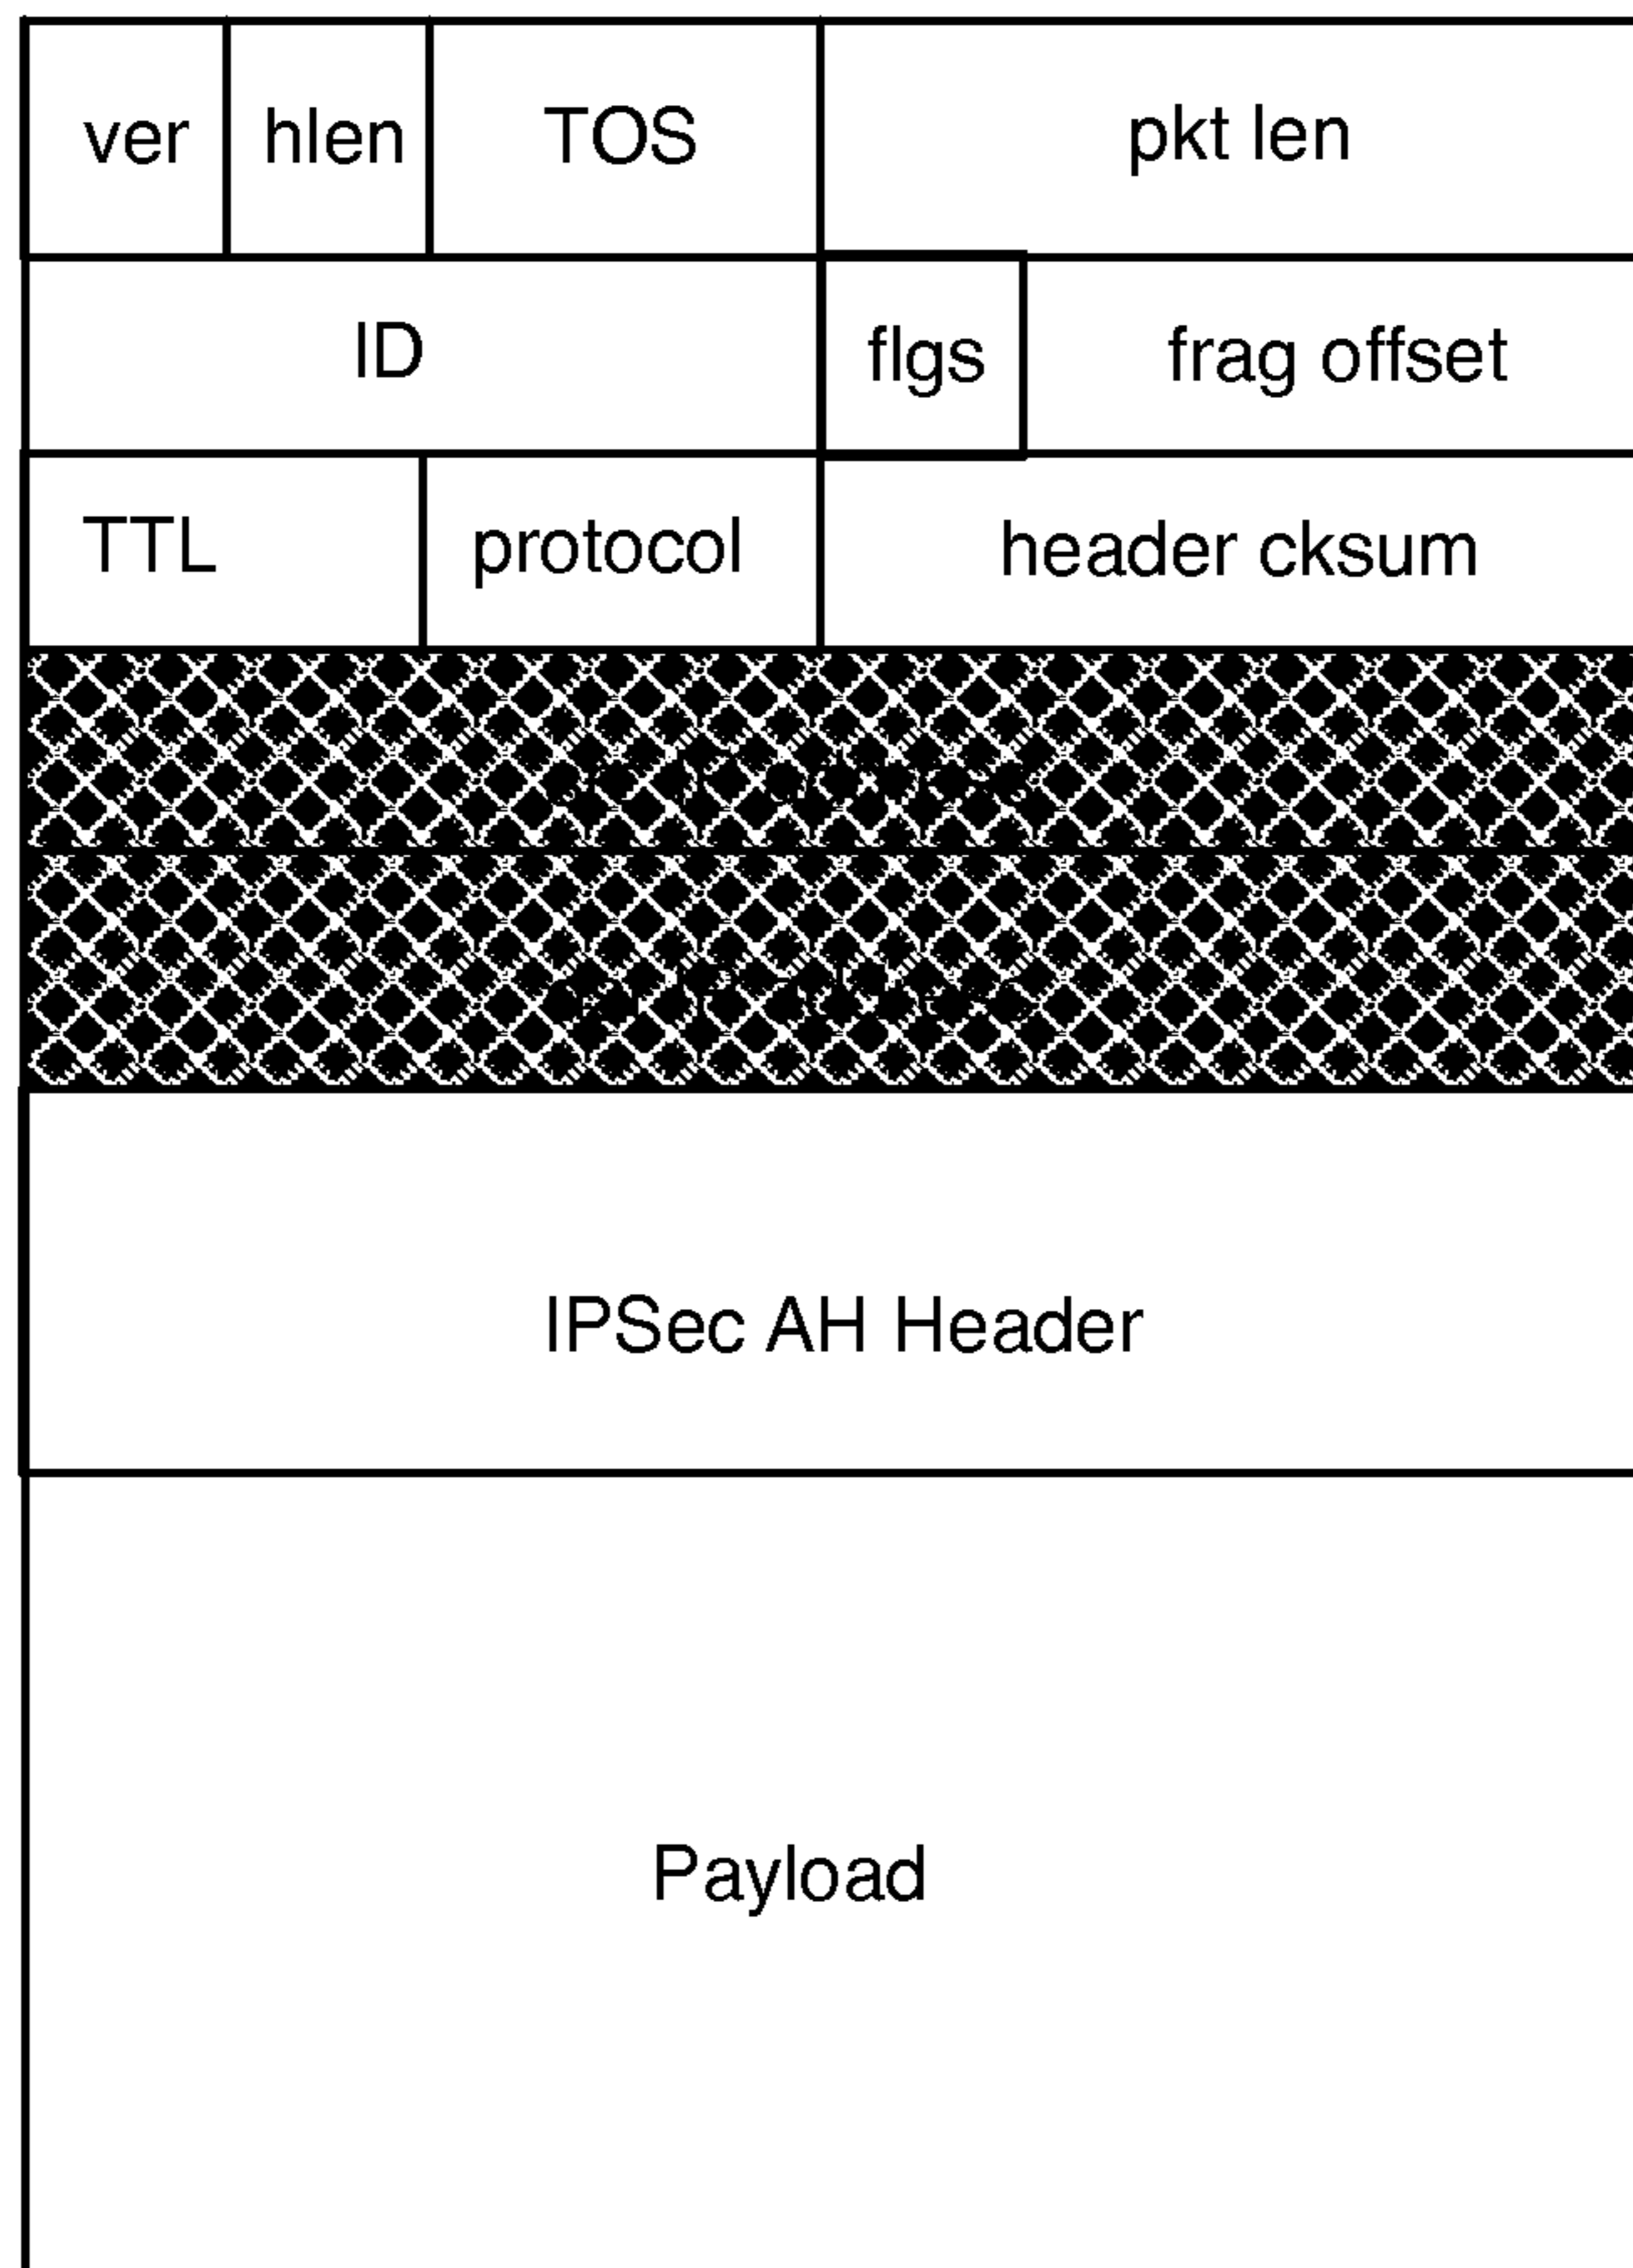 ver hlen TOS pkt len
ID flgs frag offset
TTL protocol header cksum
IPSec AH Header
Payload